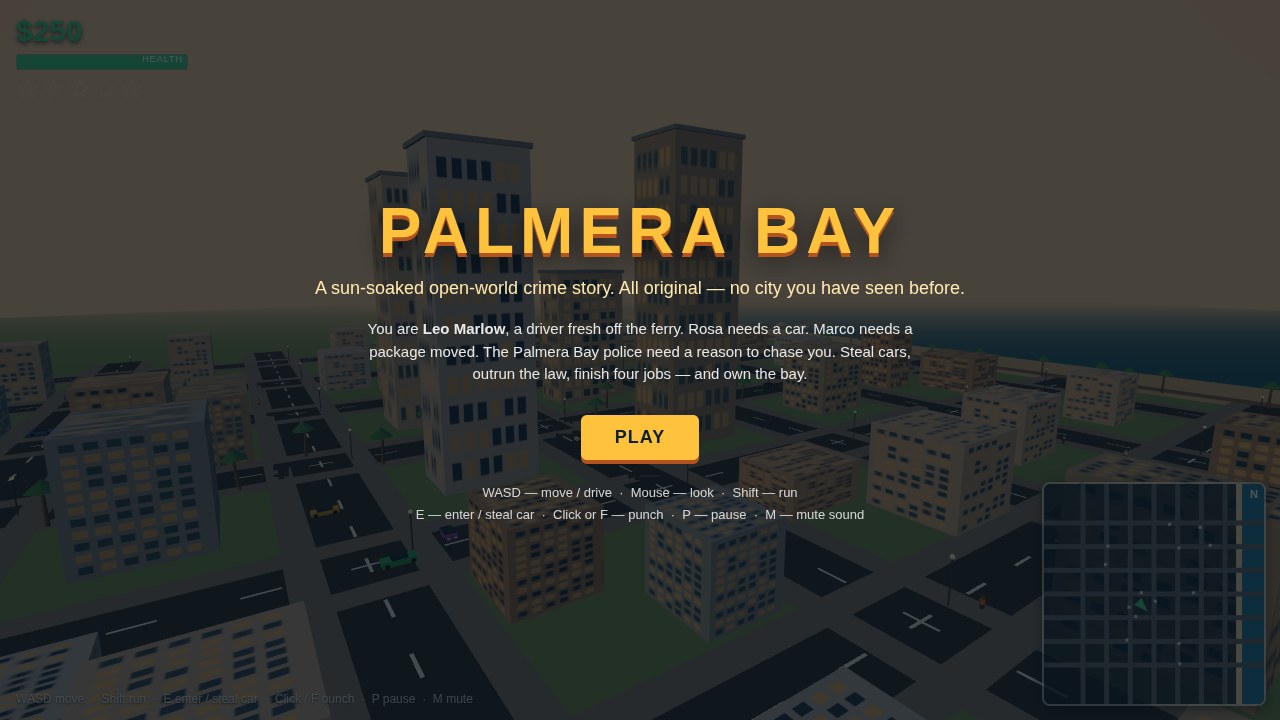 $250
HEALTH
PALMERA BAY
A sun-soaked open-world crime story. All original — no city you have seen before.
You are Leo Marlow, a driver fresh off the ferry. Rosa needs a car. Marco needs a
package moved. The Palmera Bay police need a reason to chase you. Steal cars,
outrun the law, finish four jobs — and own the bay.
PLAY
WASD — move / drive · Mouse — look · Shift — run
E — enter / steal car · Click or F — punch · P — pause · M — mute sound
N
WASD move · Shift run · E enter / steal car · Click / F punch · P pause · M mute